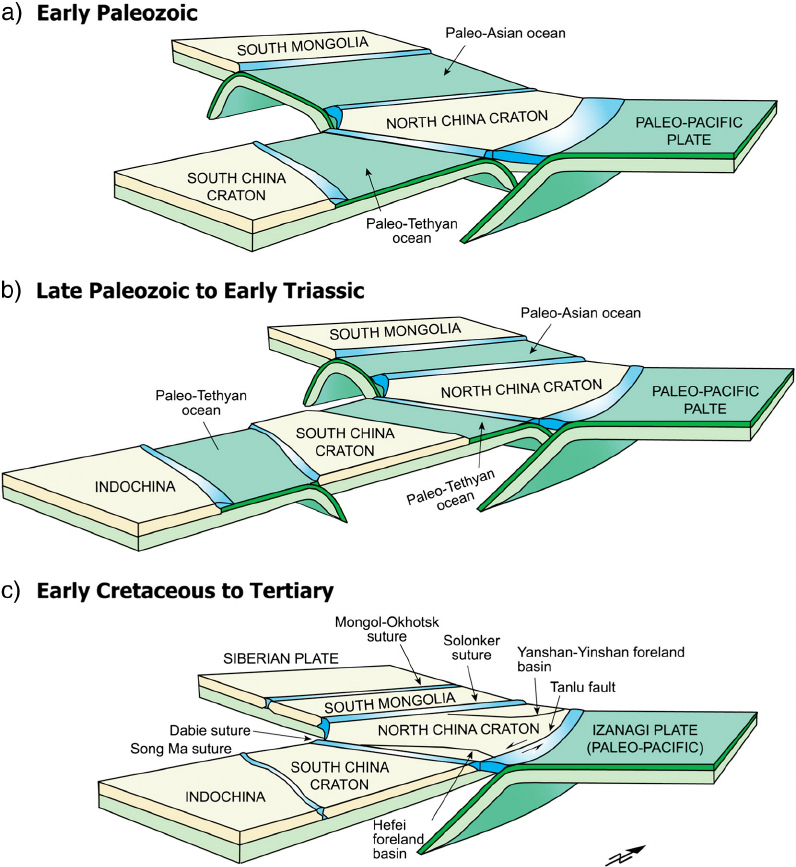 a) Early Paleozoic
SOUTH MONGOLIA
Paleo-Asian ocean
NORTH CHINA CRATON
PALEO-PACIFIC
PLATE
SOUTH CHINA
CRATON
Paleo-Tethyan
ocean
b) Late Paleozoic to Early Triassic
Paleo-Asian ocean
SOUTH MONGOLIA
NORTH CHINA CRATON
PALEO-PACIFIC
PALTE
Paleo-Tethyan
ocean
SOUTH CHINA
CRATON
INDOCHINA
Paleo-Tethyan
ocean
c) Early Cretaceous to Tertiary
Mongol-Okhotsk
suture
Solonker
suture
Yanshan-Yinshan foreland
basin
SIBERIAN PLATE
Tanlu fault
SOUTH MONGOLIA
NORTH CHINA CRATON
IZANAGI PLATE
(PALEO-PACIFIC)
Dabie suture
Song Ma suture
SOUTH CHINA
CRATON
INDOCHINA
Hefei
foreland
basin